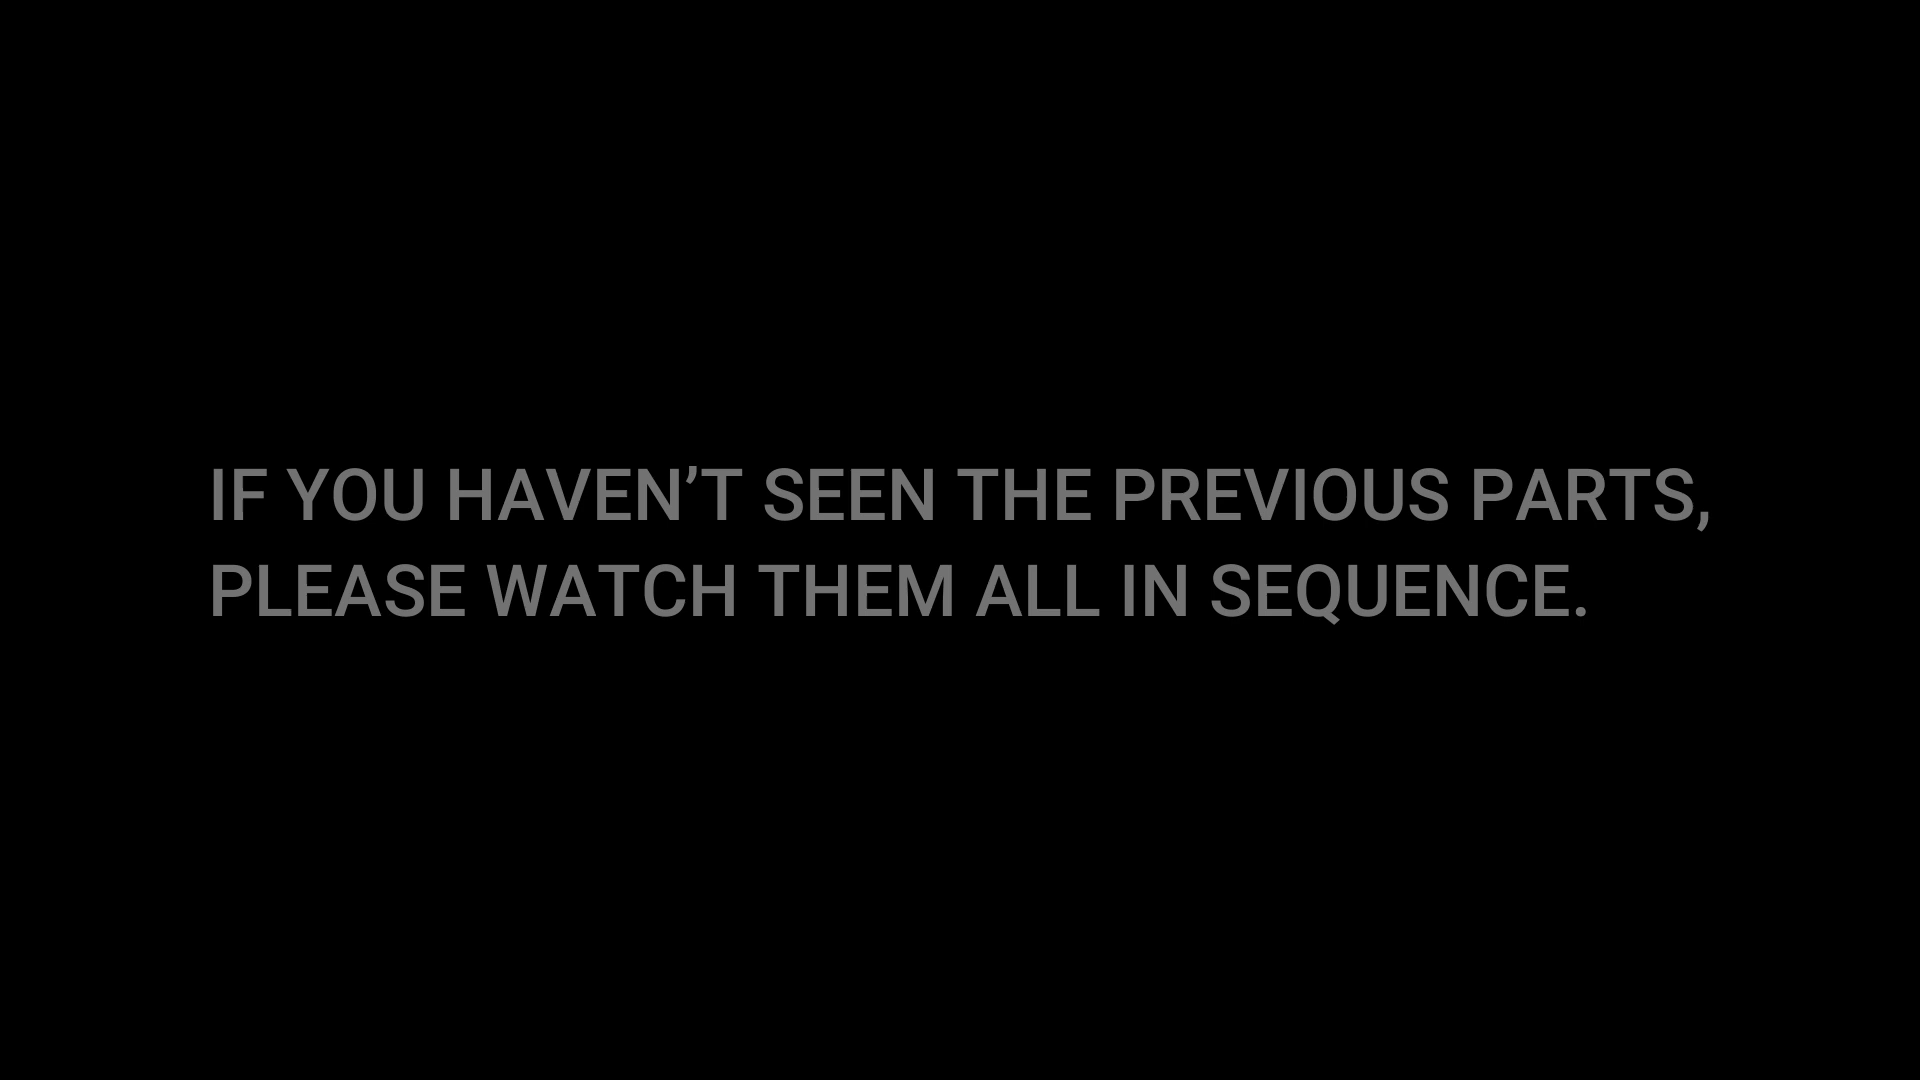 IF YOU HAVEN’T SEEN THE PREVIOUS PARTS,
PLEASE WATCH THEM ALL IN SEQUENCE.